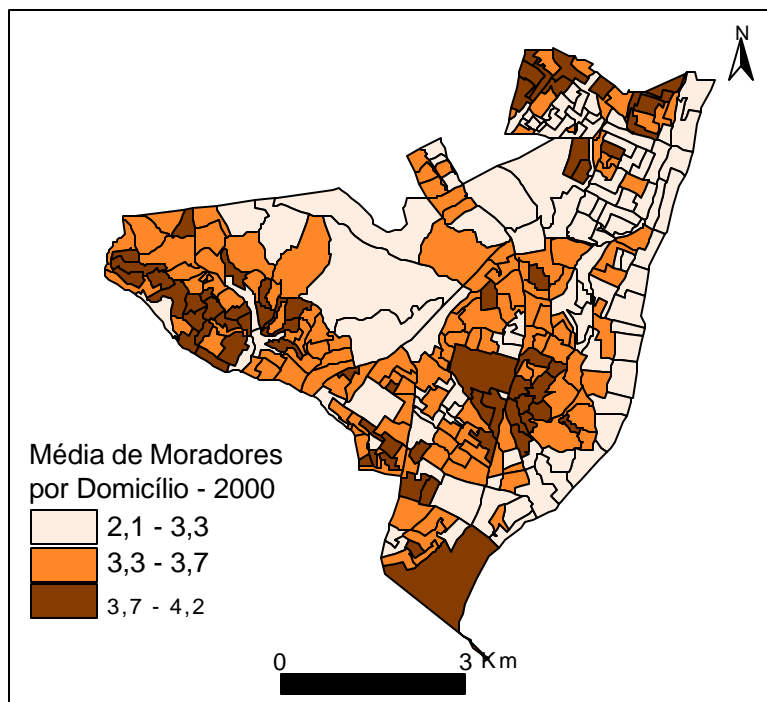 N
Média de Moradores
por Domicílio - 2000
2,1 - 3,3
3,3 - 3,7
3,7 - 4,2
0 3 Km